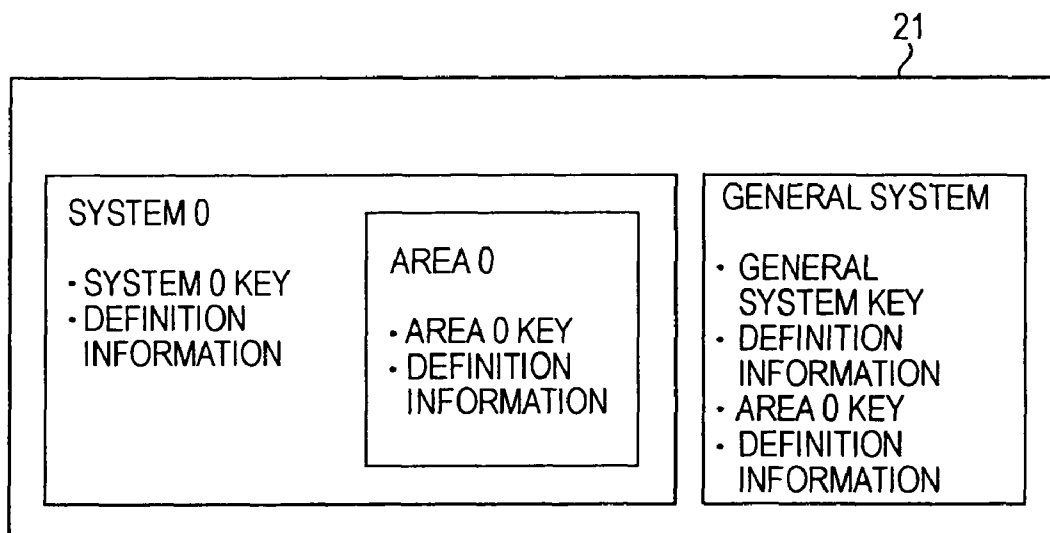 21
SYSTEM 0
· SYSTEM 0 KEY
· DEFINITION
INFORMATION
AREA 0
· AREA 0 KEY
· DEFINITION
INFORMATION
GENERAL SYSTEM
· GENERAL
SYSTEM KEY
· DEFINITION
INFORMATION
· AREA 0 KEY
· DEFINITION
INFORMATION